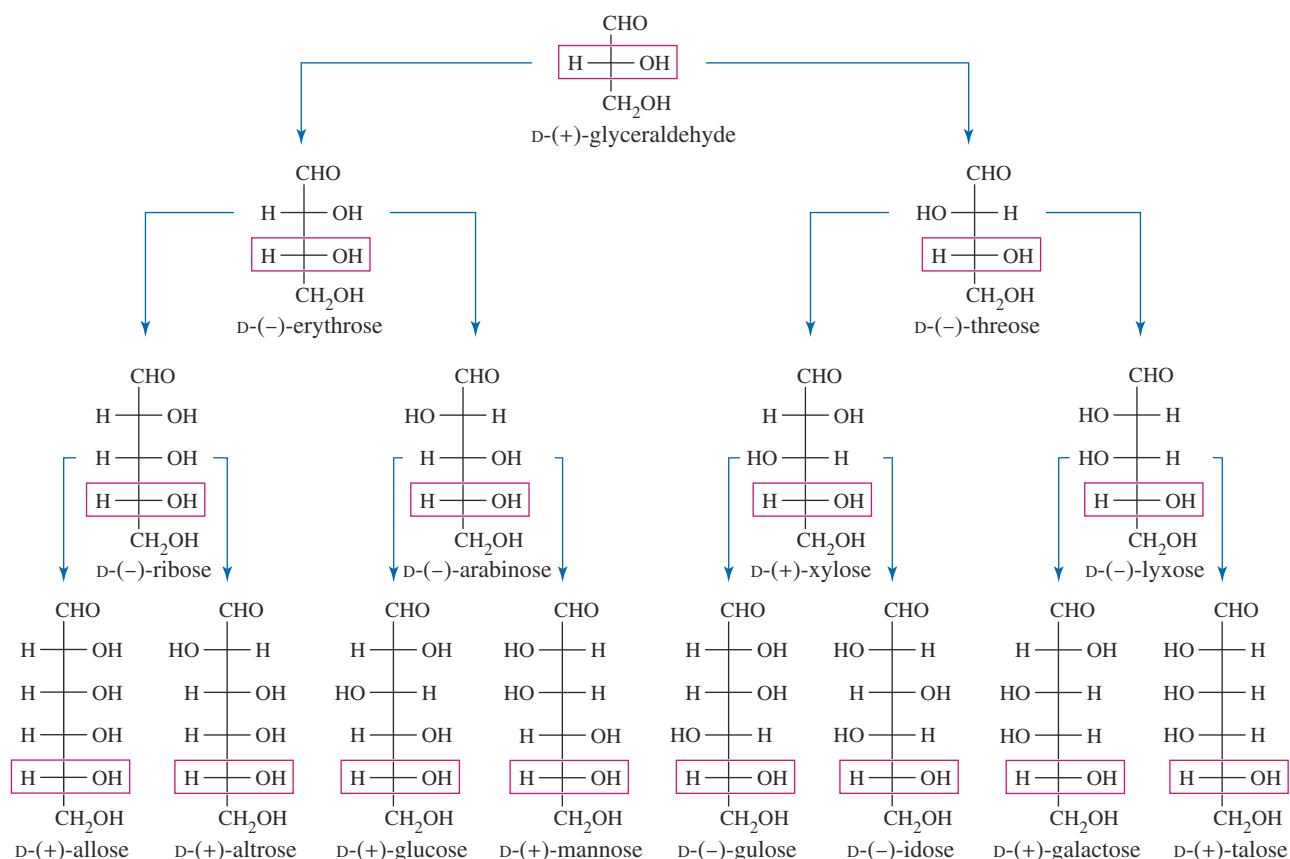 CHO
H OH
CH₂OH
D-(+)-glyceraldehyde
CHO CHO
H OH HO H
H OH H OH
CH₂OH CH₂OH
D-(–)-erythrose D-(–)-threose
CHO CHO CHO CHO
H OH HO H H OH HO H
H OH H OH HO H HO H
H OH H OH H OH H OH
CH₂OH CH₂OH CH₂OH CH₂OH
D-(–)-ribose D-(–)-arabinose D-(+)-xylose D-(–)-lyxose
CHO CHO CHO CHO CHO CHO CHO CHO
H OH HO H H OH HO H H OH HO H H OH HO H
H OH H OH HO H HO H H OH H OH HO H HO H
H OH H OH H OH H OH HO H HO H HO H HO H
H OH H OH H OH H OH H OH H OH H OH H OH
CH₂OH CH₂OH CH₂OH CH₂OH CH₂OH CH₂OH CH₂OH CH₂OH
D-(+)-allose D-(+)-altrose D-(+)-glucose D-(+)-mannose D-(–)-gulose D-(–)-idose D-(+)-galactose D-(+)-talose